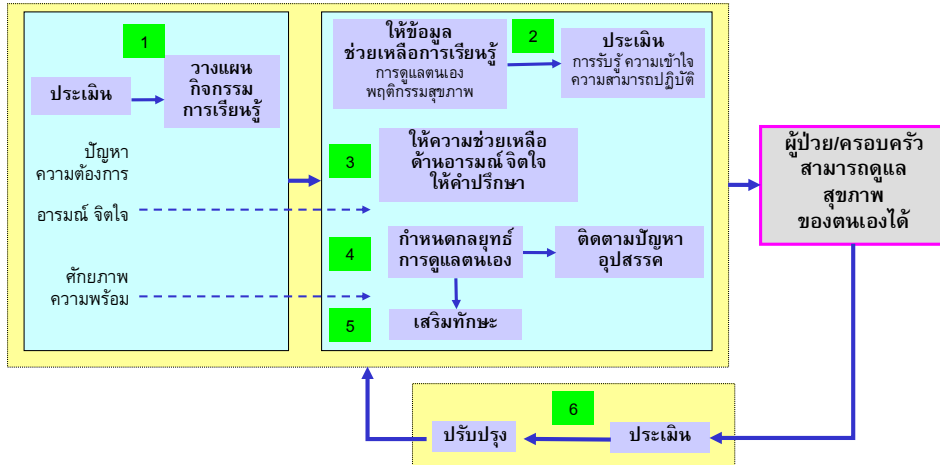 1
ประเมิน
วางแผน
กิจกรรม
การเรียนรู้
ปัญหา
ความต้องการ
อารมณ์ จิตใจ
ศักยภาพ
ความพร้อม
2
ให้ข้อมูล
ช่วยเหลือการเรียนรู้
การดูแลตนเอง
พฤติกรรมสุขภาพ
ประเมิน
การรับรู้ ความเข้าใจ
ความสามารถปฏิบัติ
3
ให้ความช่วยเหลือ
ด้านอารมณ์ จิตใจ
ให้คำปรึกษา
4
กำหนดกลยุทธ์
การดูแลตนเอง
ติดตามปัญหา
อุปสรรค
5
เสริมทักษะ
ผู้ป่วย/ครอบครัว
สามารถดูแล
สุขภาพ
ของตนเองได้
6
ปรับปรุง
ประเมิน